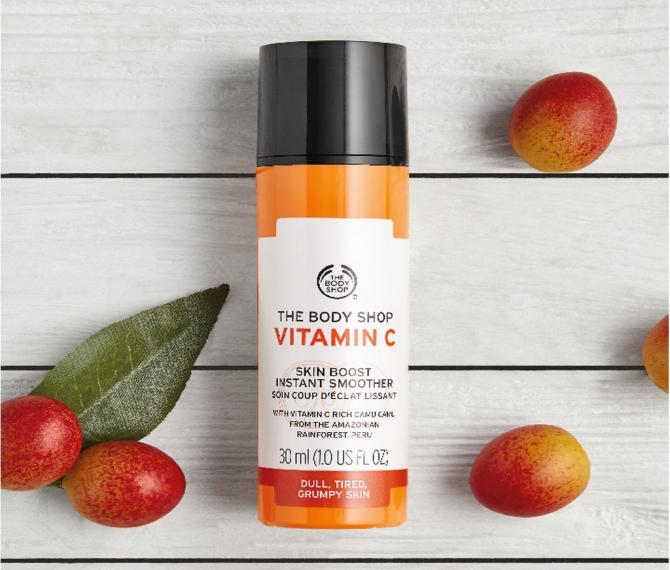 THE
BODY
SHOP
THE BODY SHOP
VITAMIN C
SKIN BOOST
INSTANT SMOOTHER
SOIN COUP D'ÉCLAT LISSANT
WITH VITAMIN C RICH CAMU CAMU
FROM THE AMAZONIAN
RAINFOREST, PERU
30 ml (1.0 US FL OZ)
DULL, TIRED,
GRUMPY SKIN